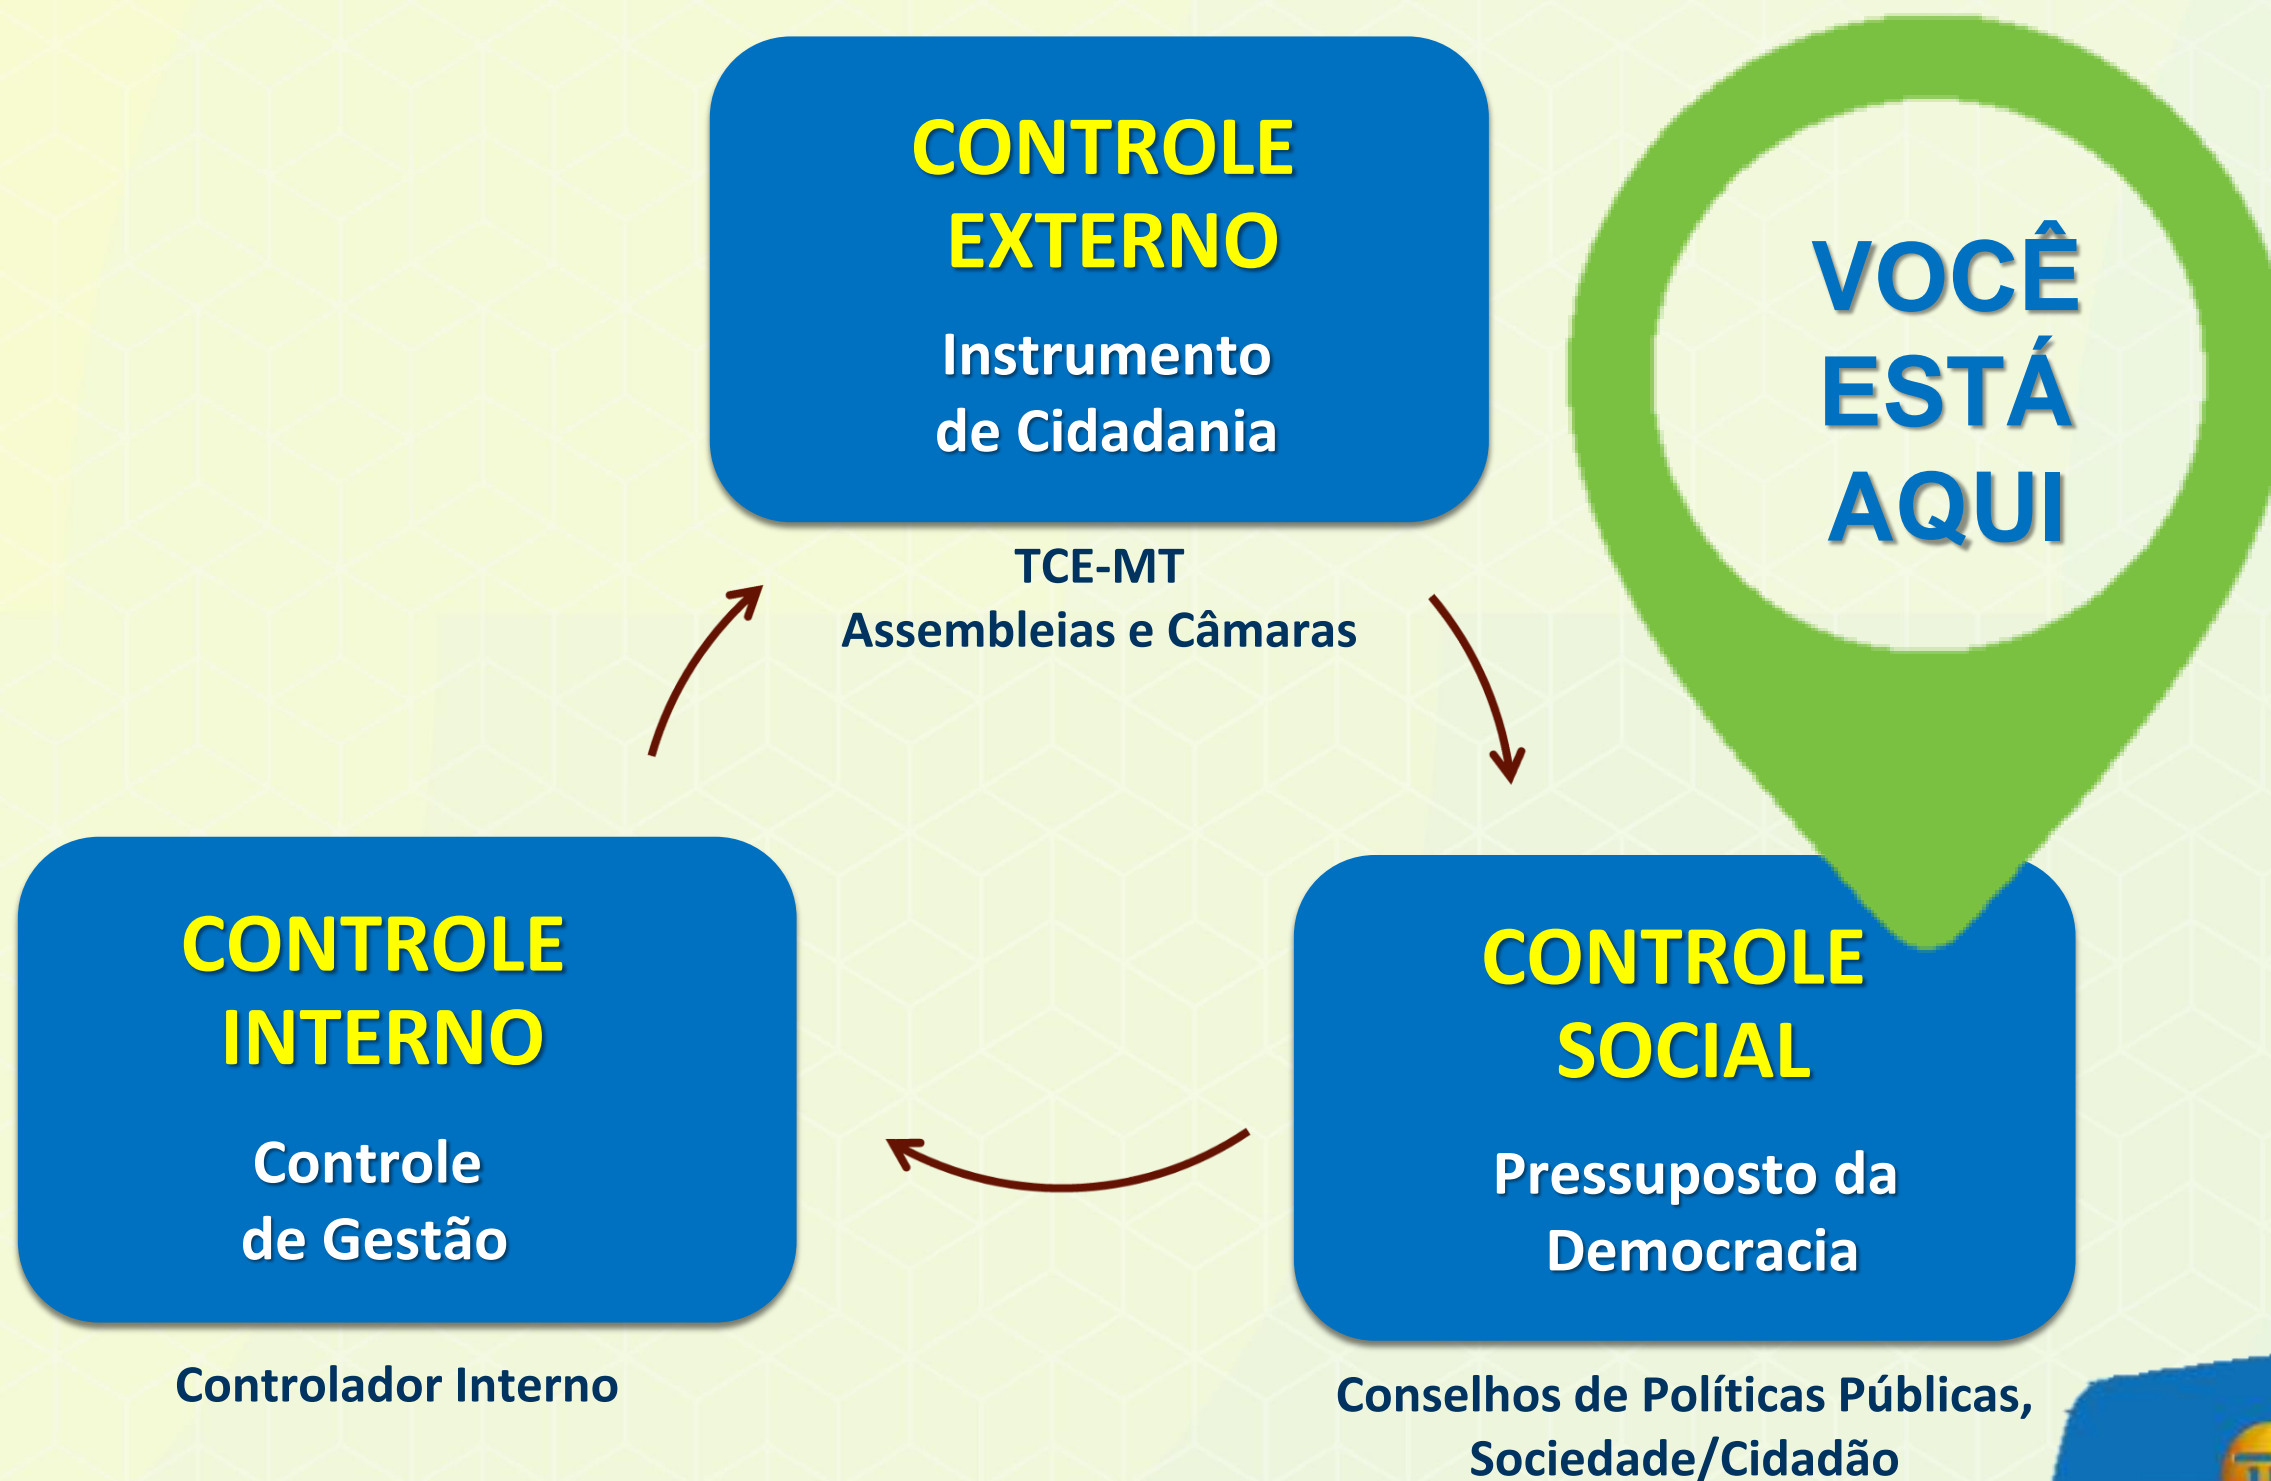 CONTROLE
EXTERNO
Instrumento
de Cidadania
TCE-MT
Assembleias e Câmaras
VOCÊ
ESTÁ
AQUI
CONTROLE
INTERNO
Controle
de Gestão
Controlador Interno
CONTROLE
SOCIAL
Pressuposto da
Democracia
Conselhos de Políticas Públicas,
Sociedade/Cidadão